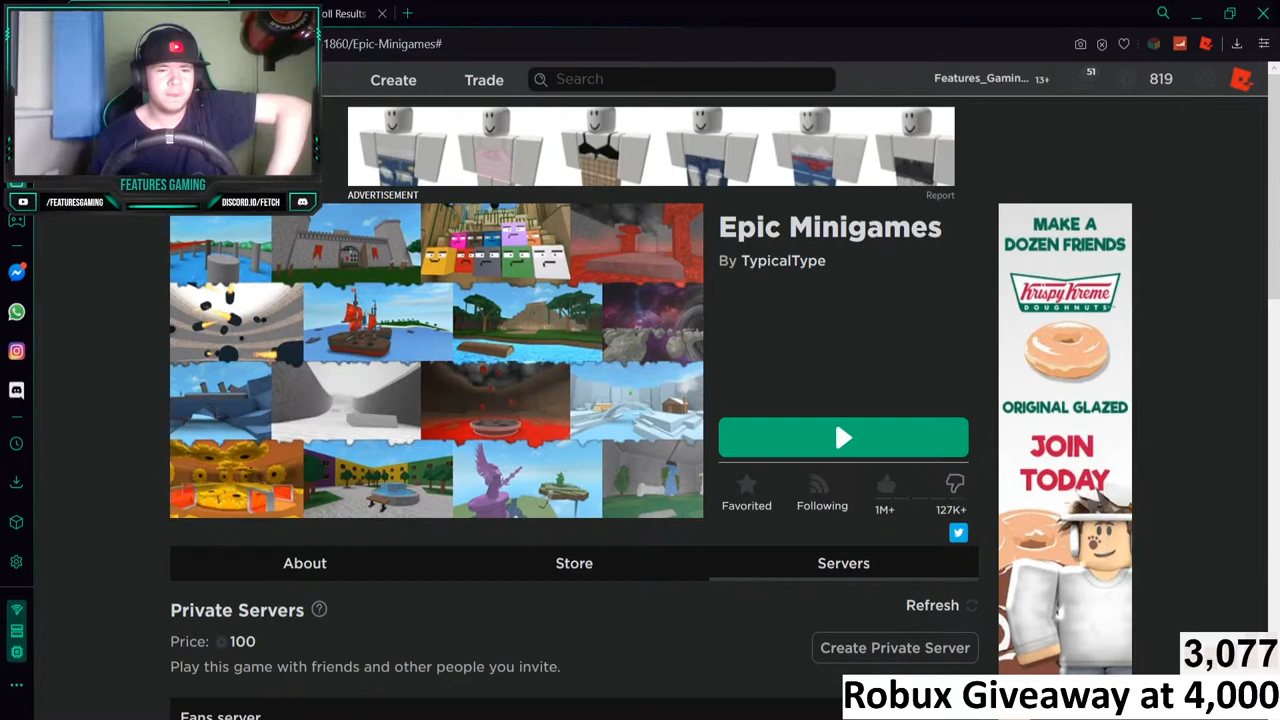 oll Results
1860/Epic-Minigames#
Create
Trade
Search
Features_Gamin...
13+
51
819
FEATURES GAMING
/FEATURESGAMING
DISCORD.IO/FETCH
ADVERTISEMENT
Report
Epic Minigames
By TypicalType
MAKE A
DOZEN FRIENDS
Krispy Kreme
DOUGHNUTS
ORIGINAL GLAZED
JOIN
TODAY
Favorited
Following
1M+
127K+
About
Store
Servers
Private Servers
Refresh
Price: 100
Create Private Server
Play this game with friends and other people you invite.
Fans server
3,077
Robux Giveaway at 4,000